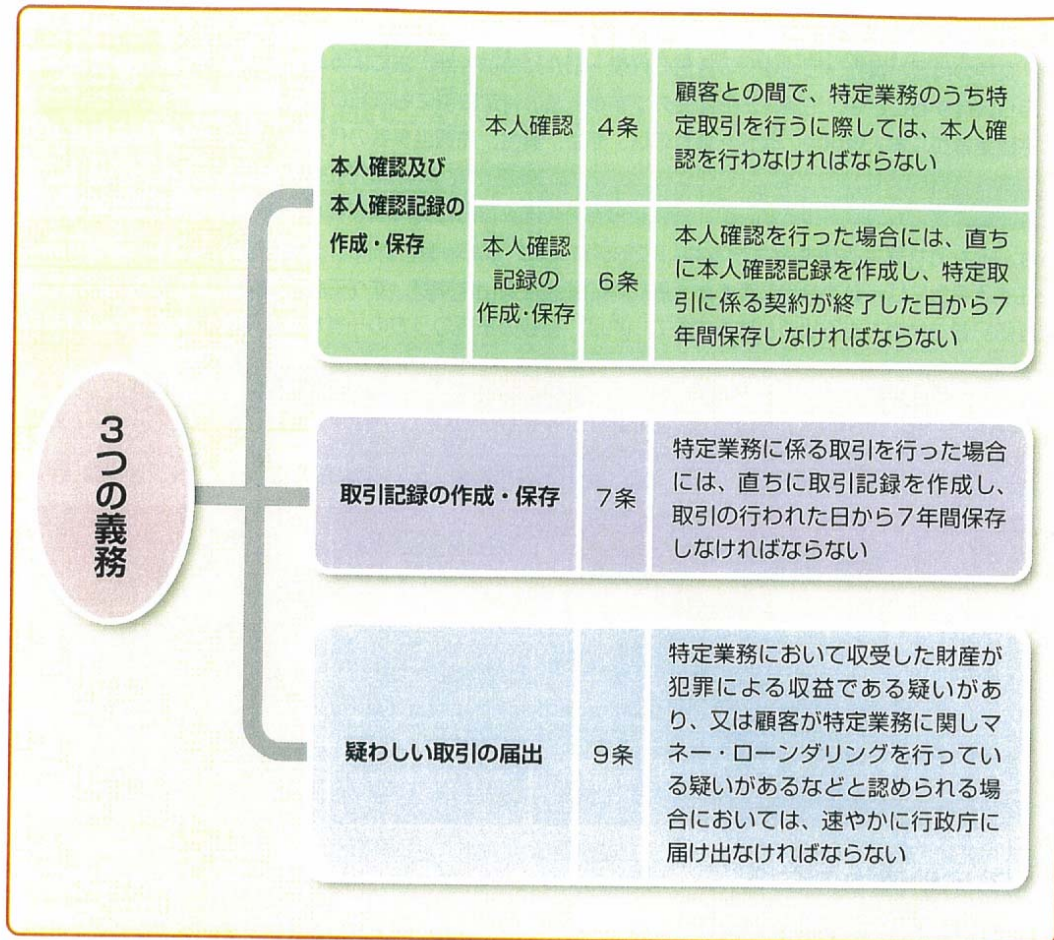 3つの義務
本人確認及び
本人確認記録の
作成・保存
本人確認
4条
顧客との間で、特定業務のうち特
定取引を行うに際しては、本人確
認を行わなければならない
本人確認
記録の
作成・保存
6条
本人確認を行った場合には、直ち
に本人確認記録を作成し、特定取
引に係る契約が終了した日から7
年間保存しなければならない
取引記録の作成・保存
7条
特定業務に係る取引を行った場合
には、直ちに取引記録を作成し、
取引の行われた日から7年間保存
しなければならない
疑わしい取引の届出
9条
特定業務において収受した財産が
犯罪による収益である疑いがあ
り、又は顧客が特定業務に関しマ
ネー・ローンダリングを行ってい
る疑いがあるなどと認められる場
合においては、速やかに行政庁に
届け出なければならない